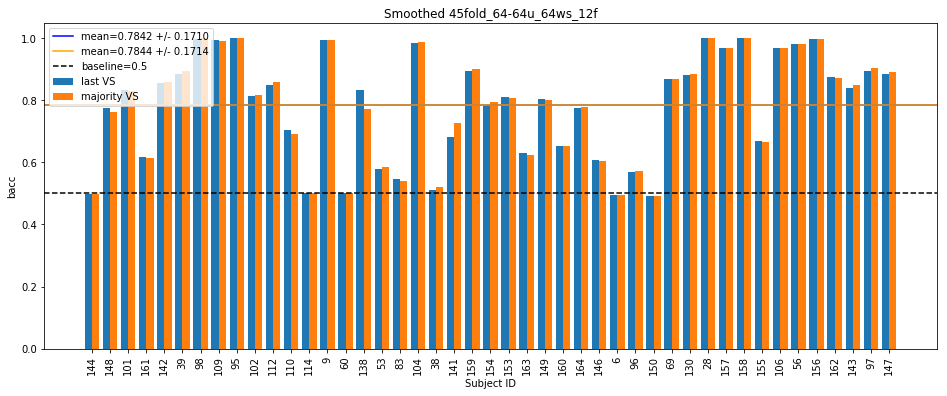 Smoothed 45fold_64-64u_64ws_12f
mean=0.7842 +/- 0.1710
mean=0.7844 +/- 0.1714
baseline=0.5
last VS
majority VS
1.0
0.8
0.6
0.4
0.2
0.0
bacc
144 148 101 161 142 39 98 109 95 102 112 110 114 9 60 138 53 83 104 38 141 159 154 153 163 149 160 164 146 6 96 150 69 130 28 157 158 155 106 56 156 162 143 97 147
Subject ID